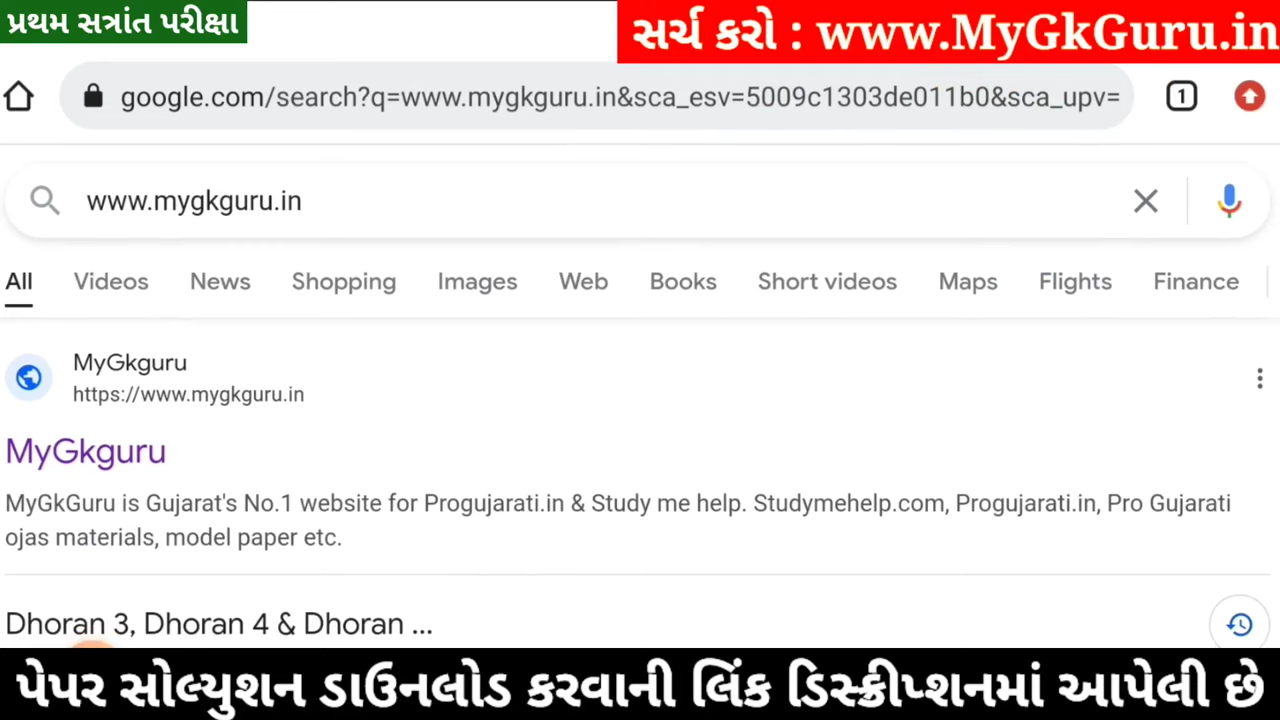 પ્રથમ સત્રાંત પરીક્ષા
સર્ચ કરો : www.MyGkGuru.in
google.com/search?q=www.mygkguru.in&sca_esv=5009c1303de011b0&sca_upv=
1
www.mygkguru.in
All Videos News Shopping Images Web Books Short videos Maps Flights Finance
MyGkguru
https://www.mygkguru.in
MyGkguru
MyGkGuru is Gujarat's No.1 website for Progujarati.in & Study me help. Studymehelp.com, Progujarati.in, Pro Gujarati
ojas materials, model paper etc.
Dhoran 3, Dhoran 4 & Dhoran ...
પેપર સોલ્યુશન ડાઉનલોડ કરવાની લિંક ડિસ્ક્રીપ્શનમાં આપેલી છે